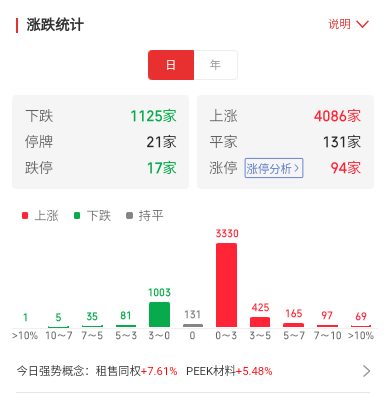 涨跌统计 说明
日 年
下跌 1125家 上涨 4086家
停牌 21家 平家 131家
跌停 17家 涨停 涨停分析> 94家
上涨 下跌 持平
3330
1003
425
1 5 35 81 131 165 97 69
>10% 10～7 7～5 5～3 3～0 0 0～3 3～5 5～7 7～10 >10%
今日强势概念：租售同权+7.61% PEEK材料+5.48%